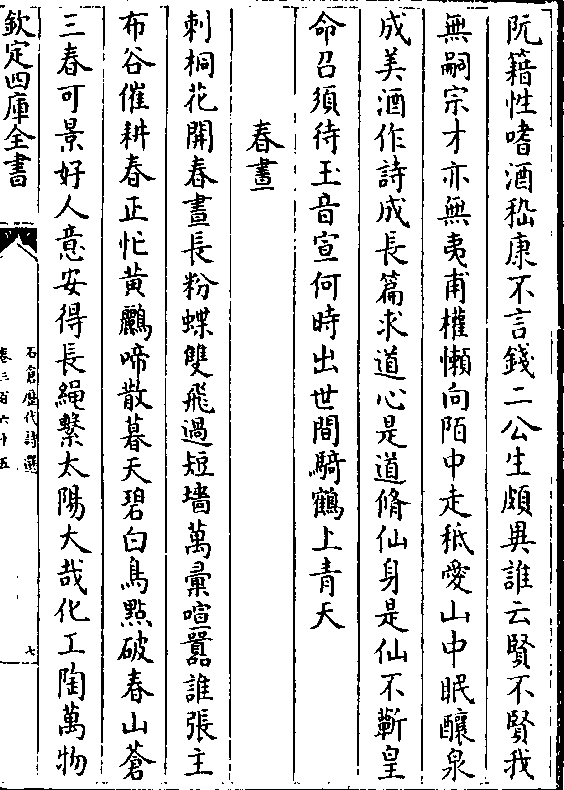 阮籍性嗜酒嵇康不言錢二公生頗異誰云賢不賢我
無嗣宗才亦無夷甫權懶向陌中走秪愛山中眠釀泉
成美酒作詩成長篇求道心是道脩仙身是仙不蘄皇
命召須待玉音宣何時出世間騎鶴上青天
春晝
刺桐花開春晝長粉蝶雙飛過短墻萬彙喧囂誰張主
布谷催耕春正忙黃鸝啼散暮天碧白鳥點破春山蒼
三春可景好人意安得長繩繫太陽大哉化工陶萬物
欽定四庫全書
石倉歷代詩選
卷三百六十五
七